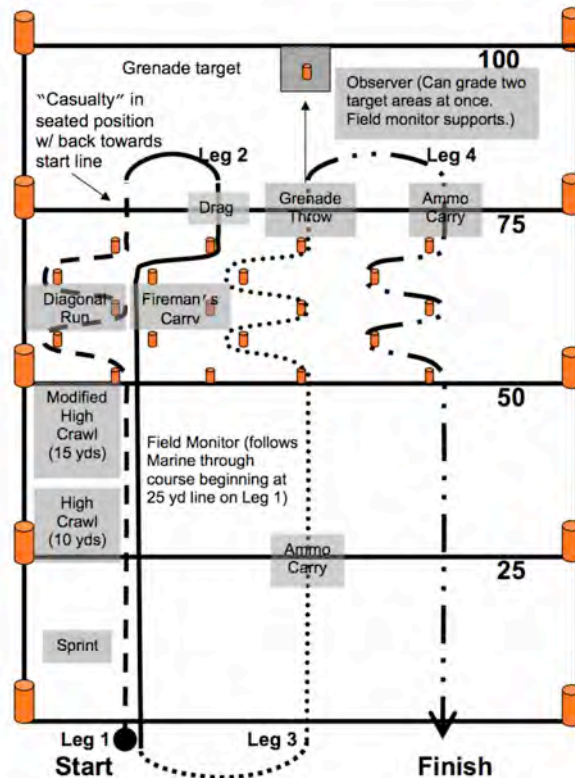 100
Grenade target
Observer (Can grade two
target areas at once.
Field monitor supports.)
"Casualty" in
seated position
w/ back towards
start line
Leg 2
Leg 4
Drag
Grenade
Throw
Ammo
Carry
75
Diagonal
Run
Fireman's
Carry
50
Modified
High
Crawl
(15 yds)
Field Monitor (follows
Marine through
course beginning at
25 yd line on Leg 1)
High
Crawl
(10 yds)
Ammo
Carry
25
Sprint
Leg 1
Leg 3
Start
Finish